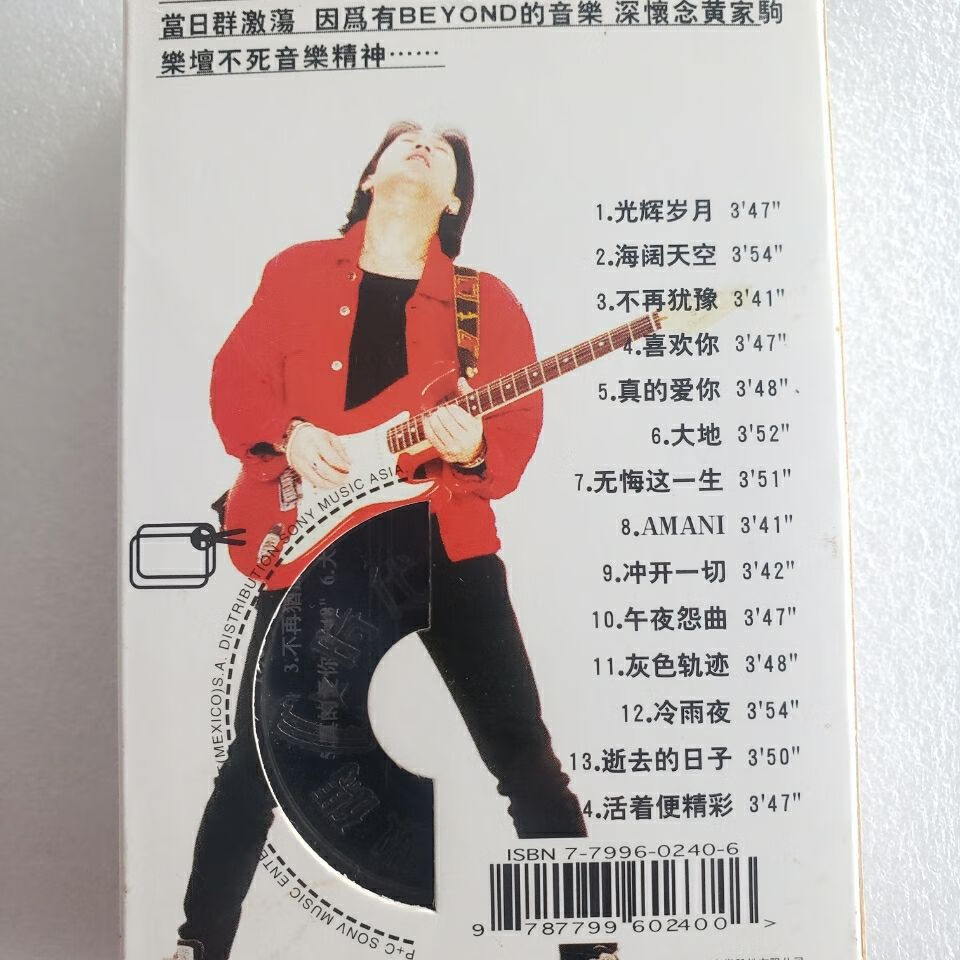 當日群激蕩 因爲有BEYOND的音樂 深懷念黄家駒
樂壇不死音樂精神······
1.光辉岁月 3'47"
2.海阔天空 3'54"
3.不再犹豫 3'41"
4.喜欢你 3'47"
5.真的爱你 3'48"
6.大地 3'52"
7.无悔这一生 3'51"
8.AMANI 3'41"
9.冲开一切 3'42"
10.午夜怨曲 3'47"
11.灰色轨迹 3'48"
12.冷雨夜 3'54"
13.逝去的日子 3'50"
4.活着便精彩 3'47"
(MEXICO)S.A. DISTRIBUTION SONY MUSIC ASIA
P+C SONY MUSIC ENTE
3.不再犹
ISBN 7-7996-0240-6
9 787799 602400 >